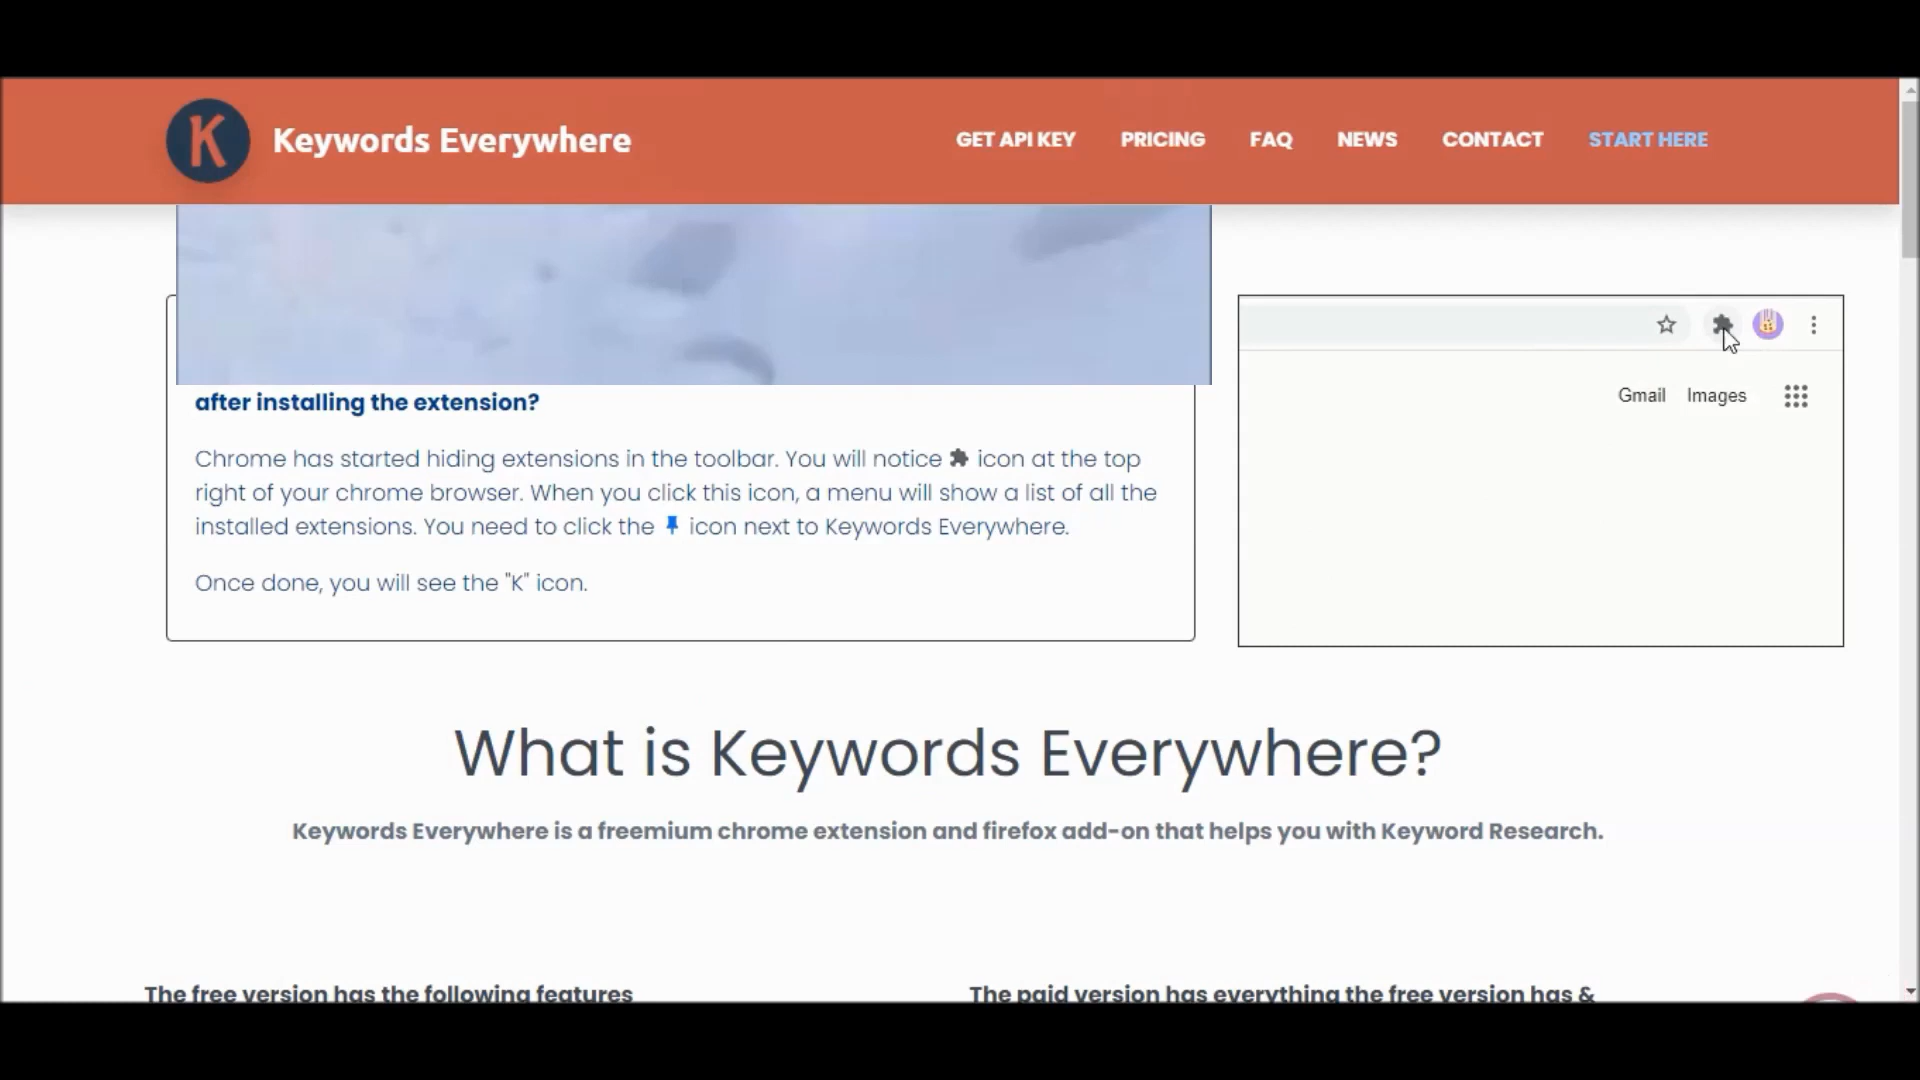 K Keywords Everywhere GET API KEY PRICING FAQ NEWS CONTACT START HERE
after installing the extension?
Chrome has started hiding extensions in the toolbar. You will notice icon at the top
right of your chrome browser. When you click this icon, a menu will show a list of all the
installed extensions. You need to click the icon next to Keywords Everywhere.
Once done, you will see the "K" icon.
Gmail Images
What is Keywords Everywhere?
Keywords Everywhere is a freemium chrome extension and firefox add-on that helps you with Keyword Research.
The free version has the following features
The paid version has everything the free version has &